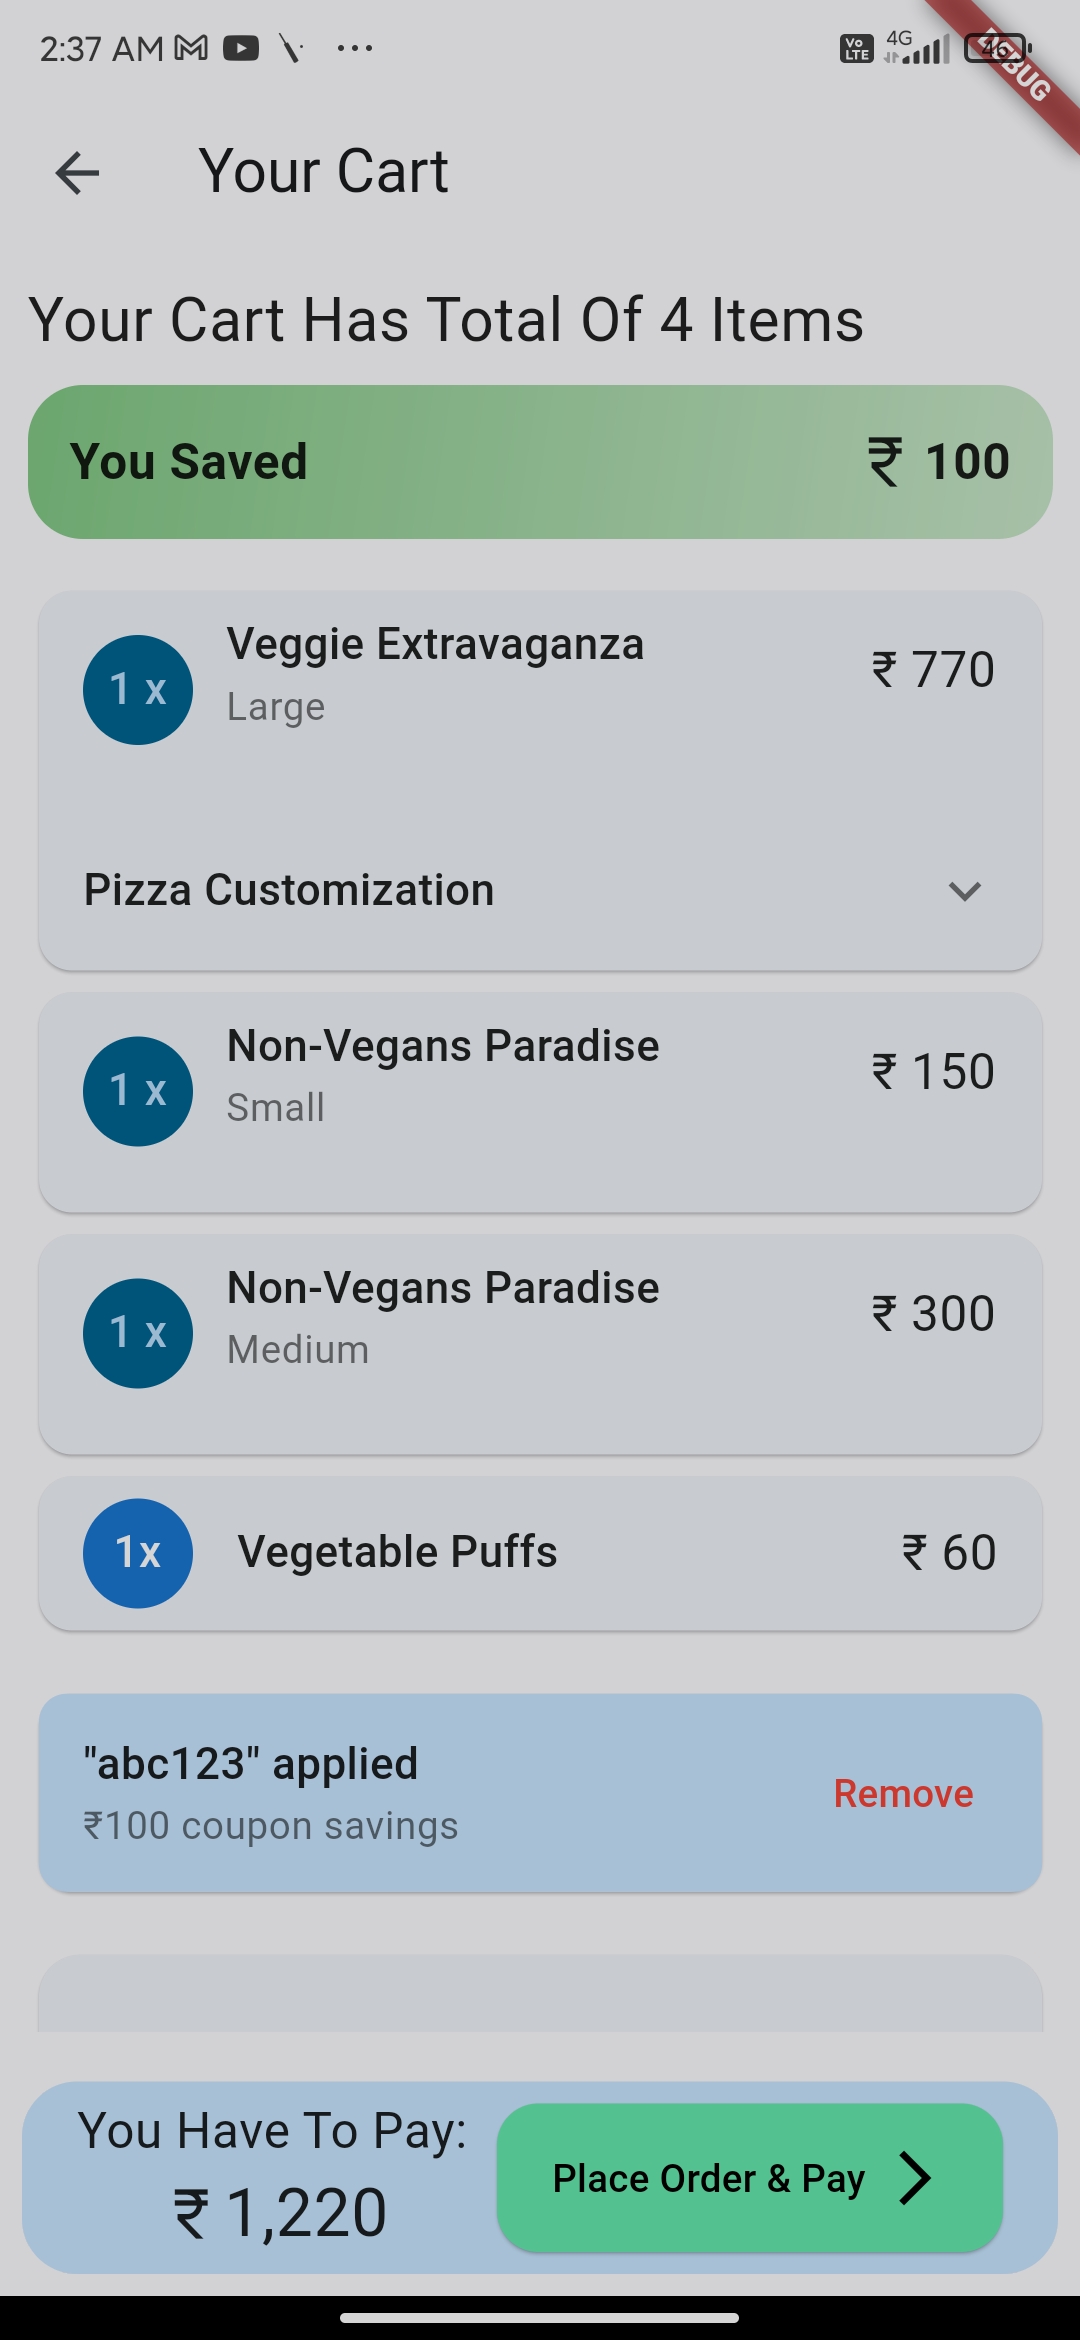 2:37 AM
Vo LTE 4G 46
DEBUG
Your Cart
Your Cart Has Total Of 4 Items
You Saved ₹ 100
1 x Veggie Extravaganza ₹ 770
Large
Pizza Customization
1 x Non-Vegans Paradise ₹ 150
Small
1 x Non-Vegans Paradise ₹ 300
Medium
1x Vegetable Puffs ₹ 60
"abc123" applied
₹100 coupon savings
Remove
You Have To Pay:
₹ 1,220
Place Order & Pay